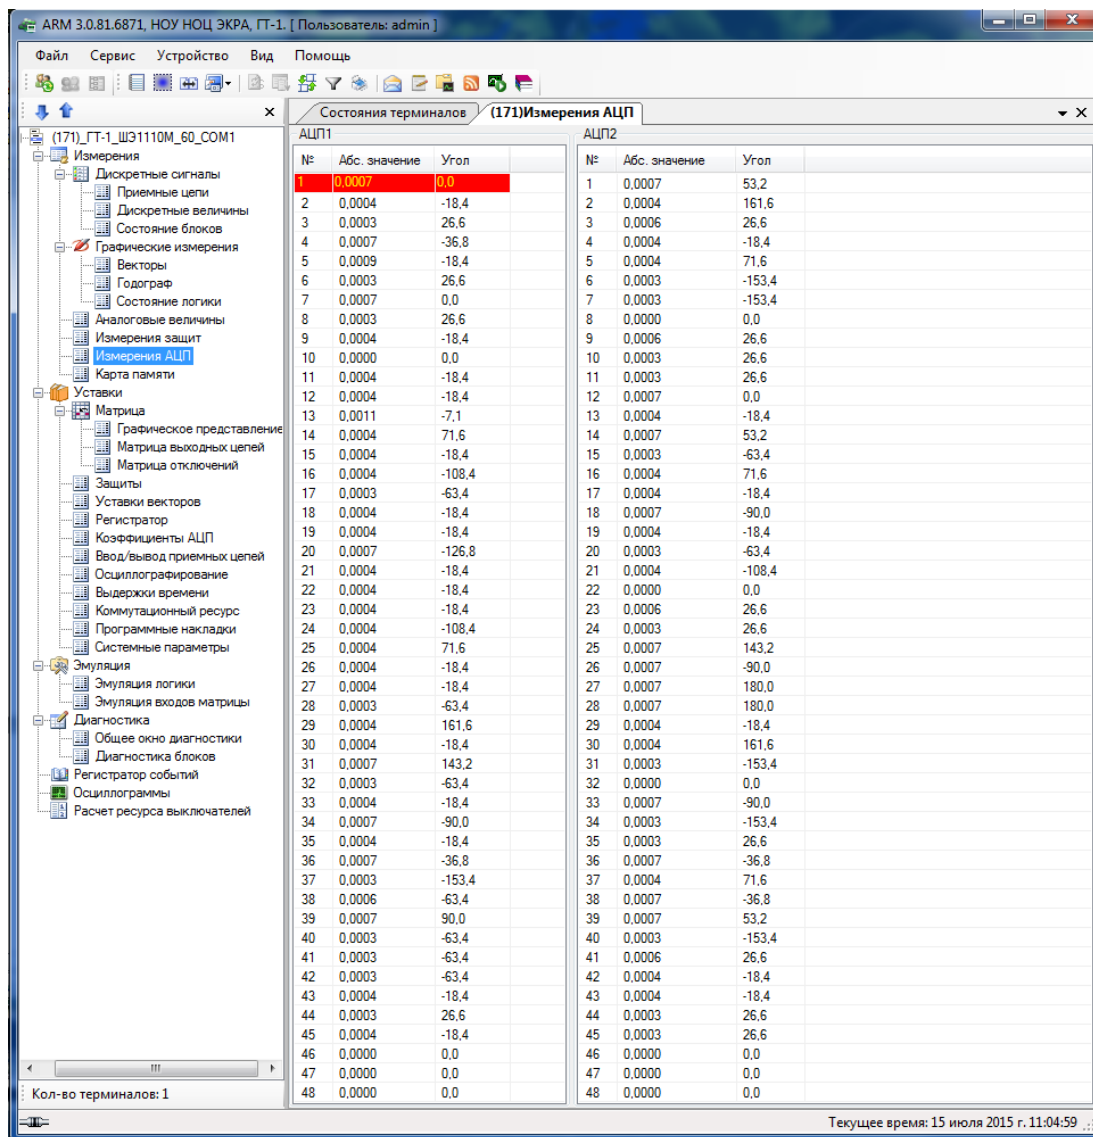 ARM 3.0.81.6871, НОУ НОЦ ЭКРА, ГТ-1. [ Пользователь: admin ]
Файл Сервис Устройство Вид Помощь
(171)_ГТ-1_ШЭ1110М_60_COM1
Измерения
Дискретные сигналы
Приемные цепи
Дискретные величины
Состояние блоков
Графические измерения
Векторы
Годограф
Состояние логики
Аналоговые величины
Измерения защит
Измерения АЦП
Карта памяти
Уставки
Матрица
Графическое представление
Матрица выходных цепей
Матрица отключений
Защиты
Уставки векторов
Регистратор
Коэффициенты АЦП
Ввод/вывод приемных цепей
Осциллографирование
Выдержки времени
Коммутационный ресурс
Программные накладки
Системные параметры
Эмуляция
Эмуляция логики
Эмуляция входов матрицы
Диагностика
Общее окно диагностики
Диагностика блоков
Регистратор событий
Осциллограммы
Расчет ресурса выключателей
Кол-во терминалов: 1
Состояния терминалов (171)Измерения АЦП
АЦП1
№ Абс. значение Угол
1 0,0007 0,0
2 0,0004 -18,4
3 0,0003 26,6
4 0,0007 -36,8
5 0,0009 -18,4
6 0,0003 26,6
7 0,0007 0,0
8 0,0003 26,6
9 0,0004 -18,4
10 0,0000 0,0
11 0,0004 -18,4
12 0,0004 -18,4
13 0,0011 -7,1
14 0,0004 71,6
15 0,0004 -18,4
16 0,0004 -108,4
17 0,0003 -63,4
18 0,0004 -18,4
19 0,0004 -18,4
20 0,0007 -126,8
21 0,0004 -18,4
22 0,0004 -18,4
23 0,0004 -18,4
24 0,0004 -108,4
25 0,0004 71,6
26 0,0004 -18,4
27 0,0004 -18,4
28 0,0003 -63,4
29 0,0004 161,6
30 0,0004 -18,4
31 0,0007 143,2
32 0,0003 -63,4
33 0,0004 -18,4
34 0,0007 -90,0
35 0,0004 -18,4
36 0,0007 -36,8
37 0,0003 -153,4
38 0,0006 -63,4
39 0,0007 90,0
40 0,0003 -63,4
41 0,0003 -63,4
42 0,0003 -63,4
43 0,0004 -18,4
44 0,0003 26,6
45 0,0004 -18,4
46 0,0000 0,0
47 0,0000 0,0
48 0,0000 0,0
АЦП2
№ Абс. значение Угол
1 0,0007 53,2
2 0,0004 161,6
3 0,0006 26,6
4 0,0004 -18,4
5 0,0004 71,6
6 0,0003 -153,4
7 0,0003 -153,4
8 0,0000 0,0
9 0,0006 26,6
10 0,0003 26,6
11 0,0003 26,6
12 0,0007 0,0
13 0,0004 -18,4
14 0,0007 53,2
15 0,0003 -63,4
16 0,0004 71,6
17 0,0004 -18,4
18 0,0007 -90,0
19 0,0004 -18,4
20 0,0003 -63,4
21 0,0004 -108,4
22 0,0000 0,0
23 0,0006 26,6
24 0,0003 26,6
25 0,0007 143,2
26 0,0007 -90,0
27 0,0007 180,0
28 0,0007 180,0
29 0,0004 -18,4
30 0,0004 161,6
31 0,0003 -153,4
32 0,0000 0,0
33 0,0007 -90,0
34 0,0003 -153,4
35 0,0003 26,6
36 0,0007 -36,8
37 0,0004 71,6
38 0,0007 -36,8
39 0,0007 53,2
40 0,0003 -153,4
41 0,0006 26,6
42 0,0004 -18,4
43 0,0004 -18,4
44 0,0003 26,6
45 0,0003 26,6
46 0,0000 0,0
47 0,0000 0,0
48 0,0000 0,0
Текущее время: 15 июля 2015 г. 11:04:59